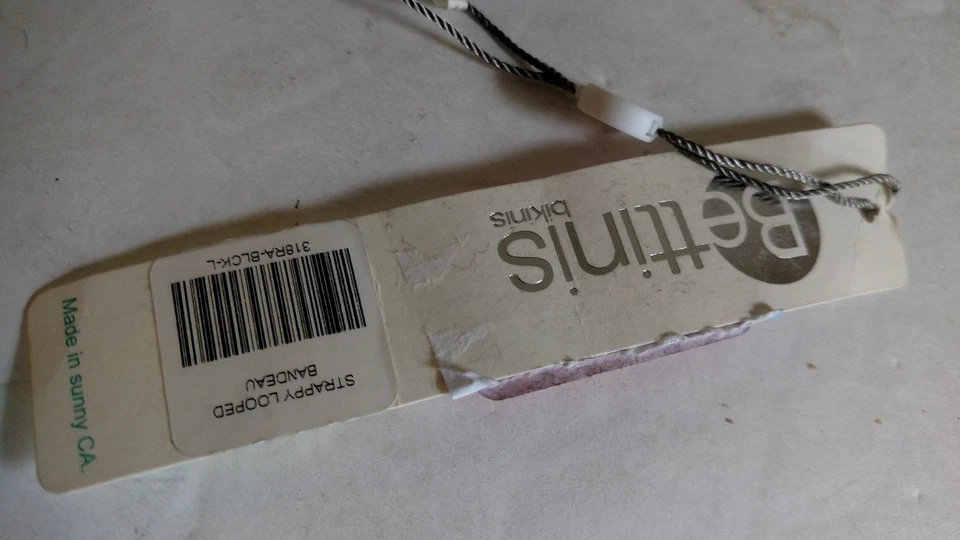 Bettinis
bikinis
318RA-BLCK-L
STRAPPY LOOPED
BANDEAU
Made in sunny CA.